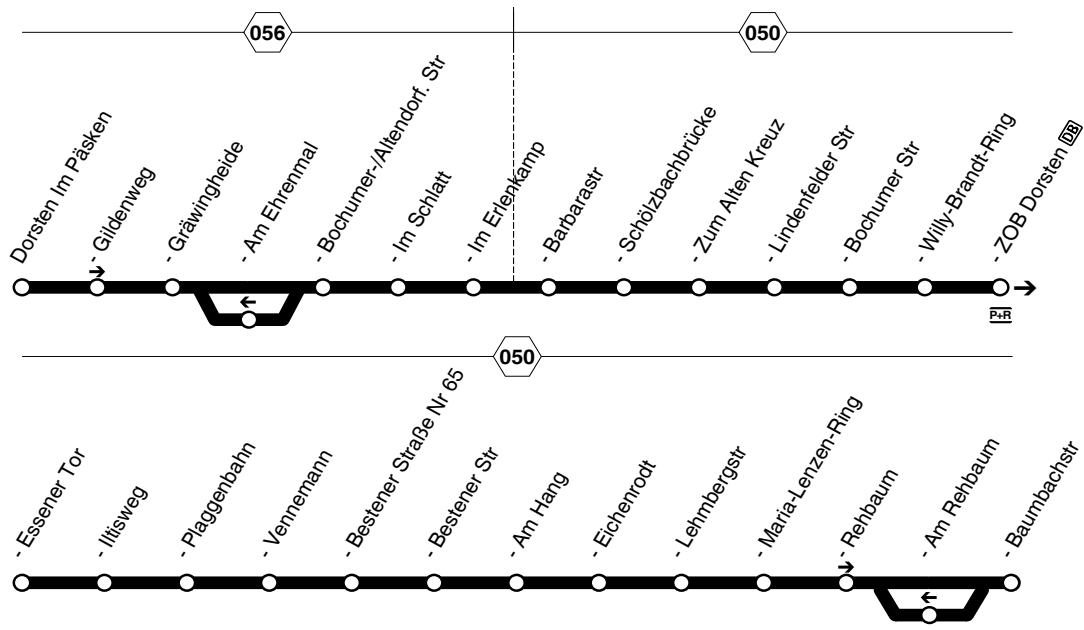 056
050
Dorsten Im Päsken
- Gildenweg
- Gräwingheide
- Am Ehrenmal
- Bochumer-/Altendorf. Str
- Im Schlatt
- Im Erlenkamp
- Barbarastr
- Schölzbachbrücke
- Zum Alten Kreuz
- Lindenfelder Str
- Bochumer Str
- Willy-Brandt-Ring
- ZOB Dorsten DB
P+R
050
- Essener Tor
- Iltisweg
- Plaggenbahn
- Vennemann
- Bestener Straße Nr 65
- Bestener Str
- Am Hang
- Eichenrodt
- Lehmbergstr
- Maria-Lenzen-Ring
- Rehbaum
- Am Rehbaum
- Baumbachstr